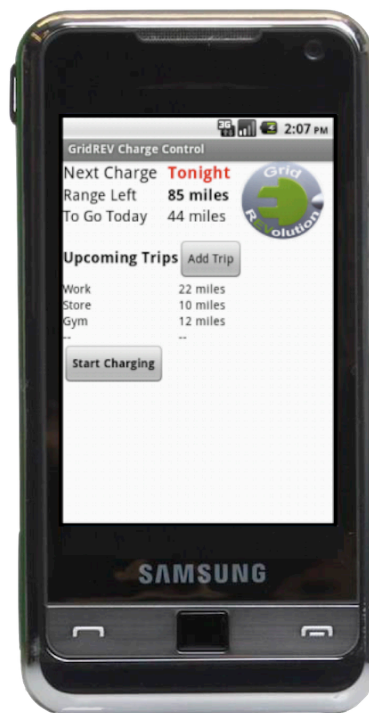 3G 2:07 PM
GridREV Charge Control
Next Charge Tonight
Range Left 85 miles
To Go Today 44 miles
Grid
REVolution
Upcoming Trips Add Trip
Work 22 miles
Store 10 miles
Gym 12 miles
-- --
Start Charging
SAMSUNG